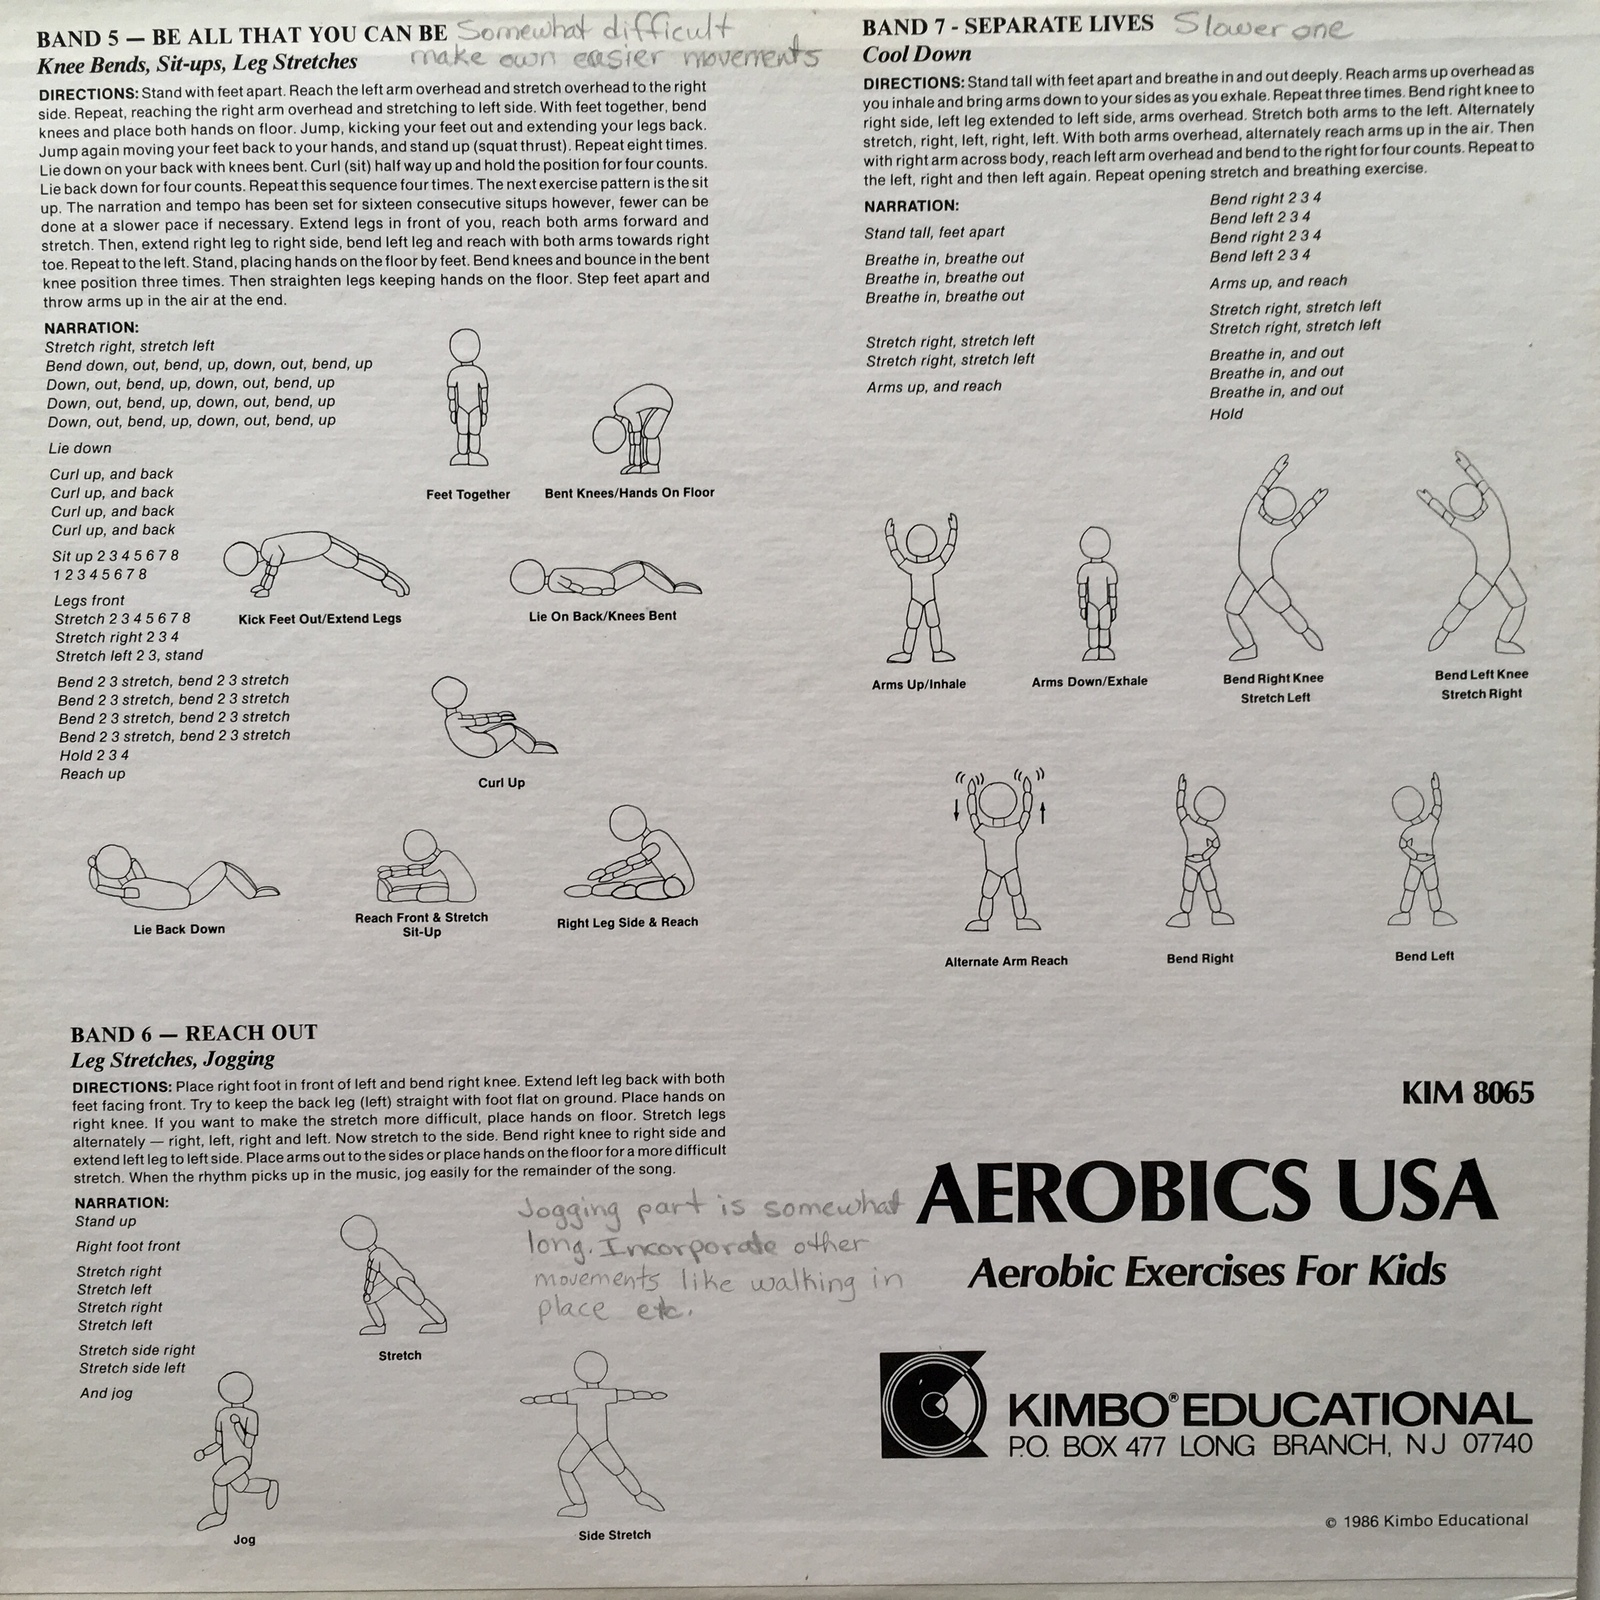 BAND 5 — BE ALL THAT YOU CAN BE Somewhat difficult
make own easier movements
Knee Bends, Sit-ups, Leg Stretches
DIRECTIONS: Stand with feet apart. Reach the left arm overhead and stretch overhead to the right
side. Repeat, reaching the right arm overhead and stretching to left side. With feet together, bend
knees and place both hands on floor. Jump, kicking your feet out and extending your legs back.
Jump again moving your feet back to your hands, and stand up (squat thrust). Repeat eight times.
Lie down on your back with knees bent. Curl (sit) half way up and hold the position for four counts.
Lie back down for four counts. Repeat this sequence four times. The next exercise pattern is the sit
up. The narration and tempo has been set for sixteen consecutive situps however, fewer can be
done at a slower pace if necessary. Extend legs in front of you, reach both arms forward and
stretch. Then, extend right leg to right side, bend left leg and reach with both arms towards right
toe. Repeat to the left. Stand, placing hands on the floor by feet. Bend knees and bounce in the bent
knee position three times. Then straighten legs keeping hands on the floor. Step feet apart and
throw arms up in the air at the end.
NARRATION:
Stretch right, stretch left
Bend down, out, bend, up, down, out, bend, up
Down, out, bend, up, down, out, bend, up
Down, out, bend, up, down, out, bend, up
Down, out, bend, up, down, out, bend, up
Lie down
Curl up, and back
Curl up, and back
Curl up, and back
Curl up, and back
Sit up 2 3 4 5 6 7 8
1 2 3 4 5 6 7 8
Legs front
Stretch 2 3 4 5 6 7 8
Stretch right 2 3 4
Stretch left 2 3, stand
Bend 2 3 stretch, bend 2 3 stretch
Bend 2 3 stretch, bend 2 3 stretch
Bend 2 3 stretch, bend 2 3 stretch
Bend 2 3 stretch, bend 2 3 stretch
Hold 2 3 4
Reach up
Feet Together
Bent Knees/Hands On Floor
Kick Feet Out/Extend Legs
Lie On Back/Knees Bent
Curl Up
Lie Back Down
Reach Front & Stretch
Sit-Up
Right Leg Side & Reach
BAND 6 — REACH OUT
Leg Stretches, Jogging
DIRECTIONS: Place right foot in front of left and bend right knee. Extend left leg back with both
feet facing front. Try to keep the back leg (left) straight with foot flat on ground. Place hands on
right knee. If you want to make the stretch more difficult, place hands on floor. Stretch legs
alternately — right, left, right and left. Now stretch to the side. Bend right knee to right side and
extend left leg to left side. Place arms out to the sides or place hands on the floor for a more difficult
stretch. When the rhythm picks up in the music, jog easily for the remainder of the song.
NARRATION:
Stand up
Right foot front
Stretch right
Stretch left
Stretch right
Stretch left
Stretch side right
Stretch side left
And jog
Jogging part is somewhat
long. Incorporate other
movements like walking in
place etc.
Stretch
Jog
Side Stretch
BAND 7 - SEPARATE LIVES Slower one
Cool Down
DIRECTIONS: Stand tall with feet apart and breathe in and out deeply. Reach arms up overhead as
you inhale and bring arms down to your sides as you exhale. Repeat three times. Bend right knee to
right side, left leg extended to left side, arms overhead. Stretch both arms to the left. Alternately
stretch, right, left, right, left. With both arms overhead, alternately reach arms up in the air. Then
with right arm across body, reach left arm overhead and bend to the right for four counts. Repeat to
the left, right and then left again. Repeat opening stretch and breathing exercise.
NARRATION:
Stand tall, feet apart
Breathe in, breathe out
Breathe in, breathe out
Breathe in, breathe out
Stretch right, stretch left
Stretch right, stretch left
Arms up, and reach
Bend right 2 3 4
Bend left 2 3 4
Bend right 2 3 4
Bend left 2 3 4
Arms up, and reach
Stretch right, stretch left
Stretch right, stretch left
Breathe in, and out
Breathe in, and out
Breathe in, and out
Hold
Arms Up/Inhale
Arms Down/Exhale
Bend Right Knee
Stretch Left
Bend Left Knee
Stretch Right
Alternate Arm Reach
Bend Right
Bend Left
KIM 8065
AEROBICS USA
Aerobic Exercises For Kids
KIMBO® EDUCATIONAL
P.O. BOX 477 LONG BRANCH, NJ 07740
© 1986 Kimbo Educational